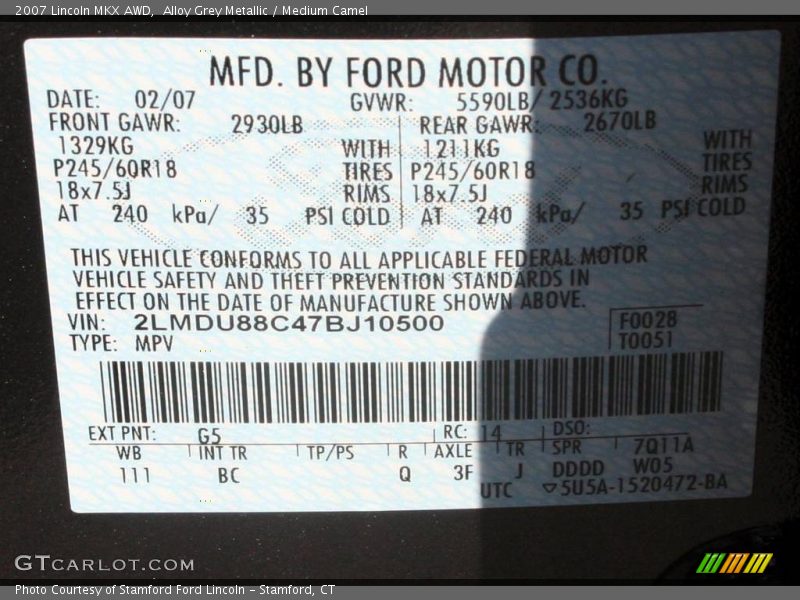 2007 Lincoln MKX AWD,  Alloy Grey Metallic / Medium Camel
MFD. BY FORD MOTOR CO.
DATE: 02/07 GVWR: 5590LB/ 2536KG
FRONT GAWR: 2930LB REAR GAWR: 2670LB
1329KG WITH 1211KG WITH
P245/60R18 TIRES P245/60R18 TIRES
18x7.5J RIMS 18x7.5J RIMS
AT 240 kPa/ 35 PSI COLD AT 240 kPa/ 35 PSI COLD
THIS VEHICLE CONFORMS TO ALL APPLICABLE FEDERAL MOTOR
VEHICLE SAFETY AND THEFT PREVENTION STANDARDS IN
EFFECT ON THE DATE OF MANUFACTURE SHOWN ABOVE.
VIN: 2LMDU88C47BJ10500 F0028
TYPE: MPV T0051
EXT PNT: G5 RC: 14 DSO:
WB INT TR TP/PS R AXLE TR SPR 7Q11A
111 BC Q 3F J DDDD W05
UTC ▽5U5A-1520472-BA
GTCARLOT.COM
Photo Courtesy of Stamford Ford Lincoln - Stamford, CT